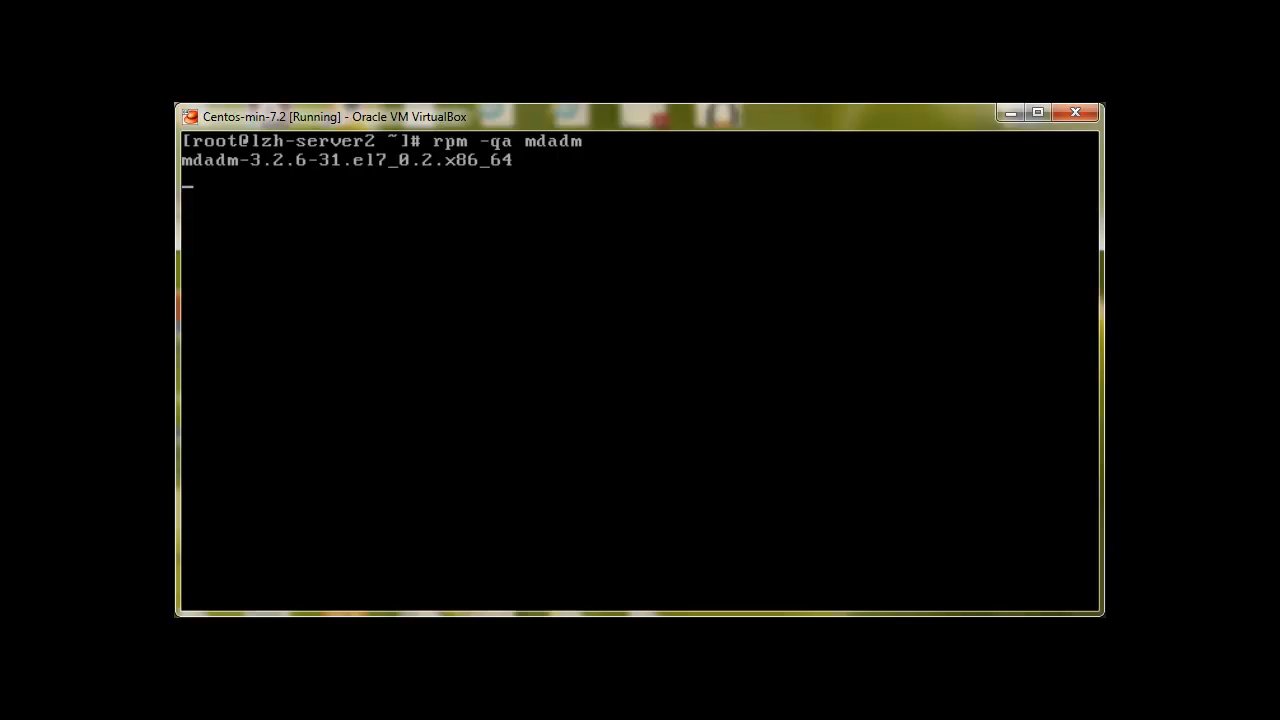 Centos-min-7.2 [Running] - Oracle VM VirtualBox
[root@lzh-server2 ~]# rpm -qa mdadm
mdadm-3.2.6-31.el7_0.2.x86_64
_